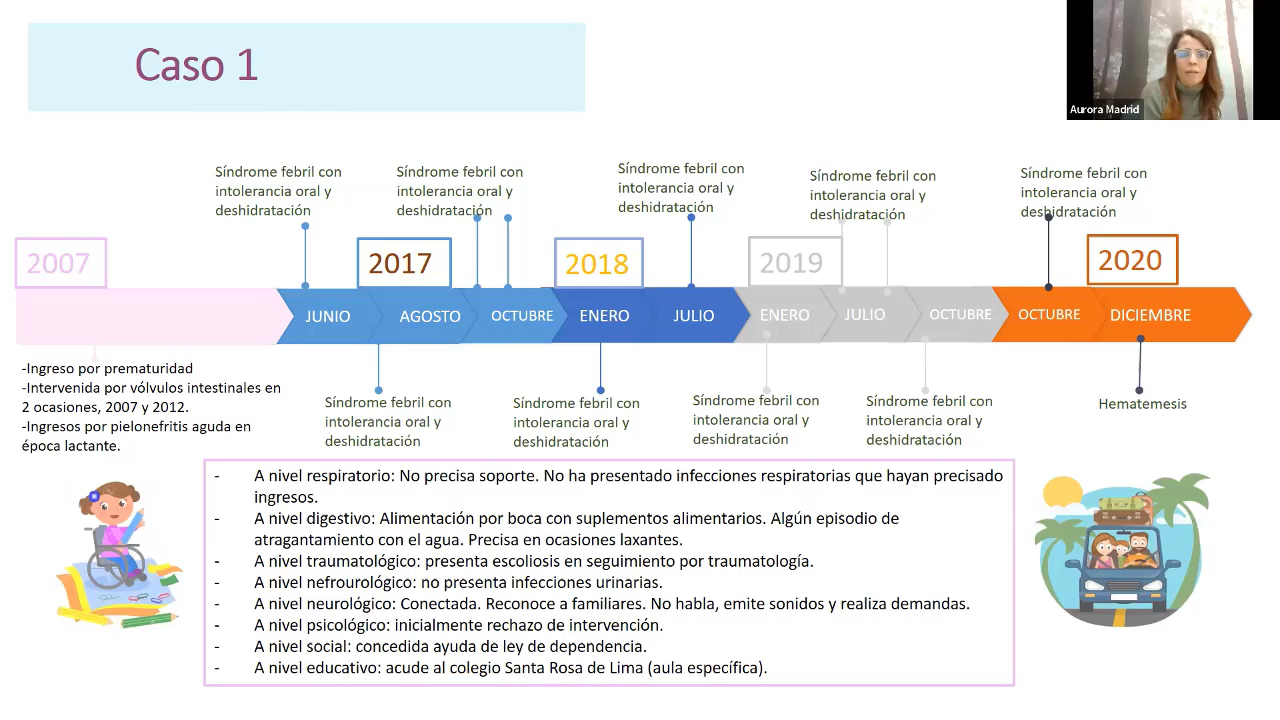 Caso 1
Aurora Madrid
Síndrome febril con
intolerancia oral y
deshidratación
Síndrome febril con
intolerancia oral y
deshidratación
Síndrome febril con
intolerancia oral y
deshidratación
Síndrome febril con
intolerancia oral y
deshidratación
Síndrome febril con
intolerancia oral y
deshidratación
2007
2017
2018
2019
2020
JUNIO
AGOSTO
OCTUBRE
ENERO
JULIO
ENERO
JULIO
OCTUBRE
OCTUBRE
DICIEMBRE
-Ingreso por prematuridad
-Intervenida por vólvulos intestinales en
2 ocasiones, 2007 y 2012.
-Ingresos por pielonefritis aguda en
época lactante.
Síndrome febril con
intolerancia oral y
deshidratación
Síndrome febril con
intolerancia oral y
deshidratación
Síndrome febril con
intolerancia oral y
deshidratación
Síndrome febril con
intolerancia oral y
deshidratación
Hematemesis
- A nivel respiratorio: No precisa soporte. No ha presentado infecciones respiratorias que hayan precisado
ingresos.
- A nivel digestivo: Alimentación por boca con suplementos alimentarios. Algún episodio de
atragantamiento con el agua. Precisa en ocasiones laxantes.
- A nivel traumatológico: presenta escoliosis en seguimiento por traumatología.
- A nivel nefrourológico: no presenta infecciones urinarias.
- A nivel neurológico: Conectada. Reconoce a familiares. No habla, emite sonidos y realiza demandas.
- A nivel psicológico: inicialmente rechazo de intervención.
- A nivel social: concedida ayuda de ley de dependencia.
- A nivel educativo: acude al colegio Santa Rosa de Lima (aula específica).